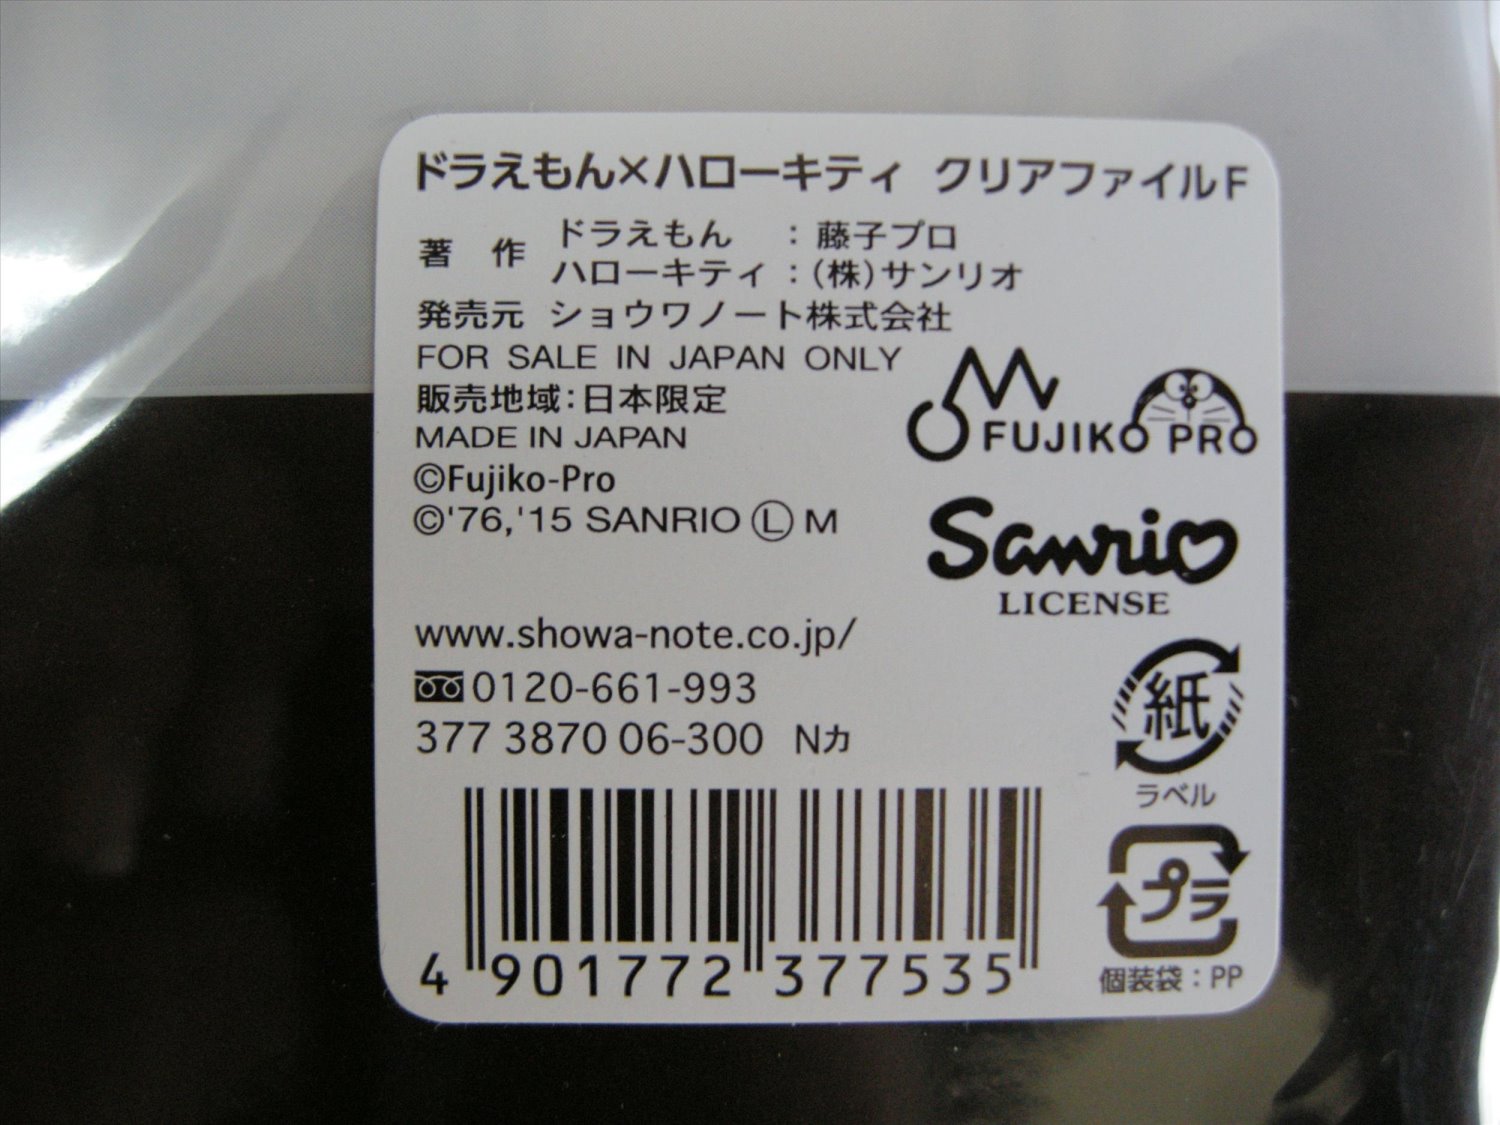 ドラえもん×ハローキティ クリアファイルF
著 作 ドラえもん : 藤子プロ
ハローキティ : (株)サンリオ
発売元 ショウワノート株式会社
FOR SALE IN JAPAN ONLY
販売地域:日本限定
MADE IN JAPAN
©Fujiko-Pro
©'76,'15 SANRIO Ⓛ M
FUJIKO PRO
Sanrio
LICENSE
www.showa-note.co.jp/
0120-661-993
377 3870 06-300 Nカ
紙
ラベル
プラ
個装袋:PP
4 901772 377535